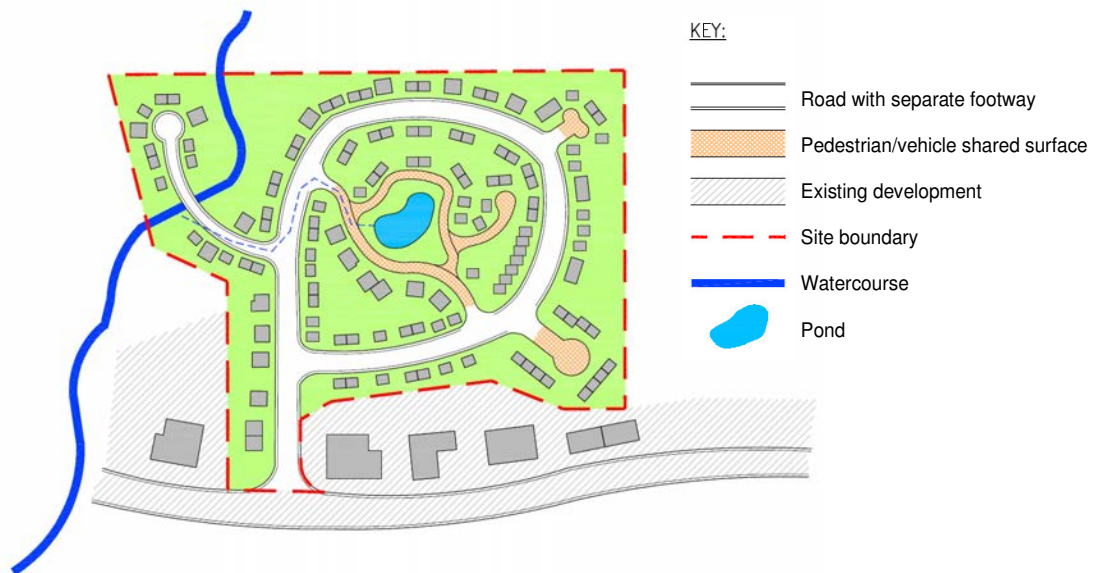 KEY:
Road with separate footway
Pedestrian/vehicle shared surface
Existing development
Site boundary
Watercourse
Pond